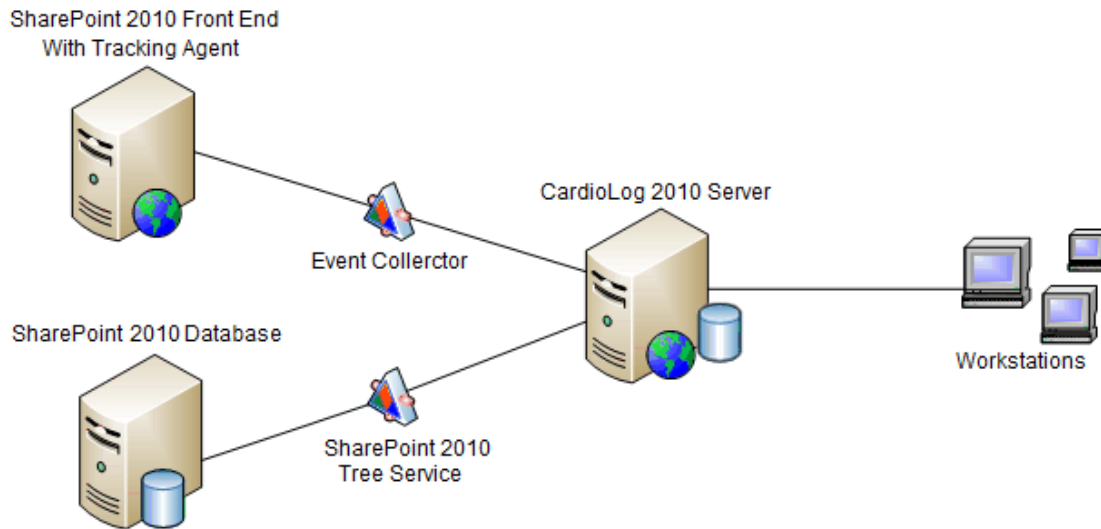 SharePoint 2010 Front End
With Tracking Agent
CardioLog 2010 Server
Event Collerctor
SharePoint 2010 Database
Workstations
SharePoint 2010
Tree Service